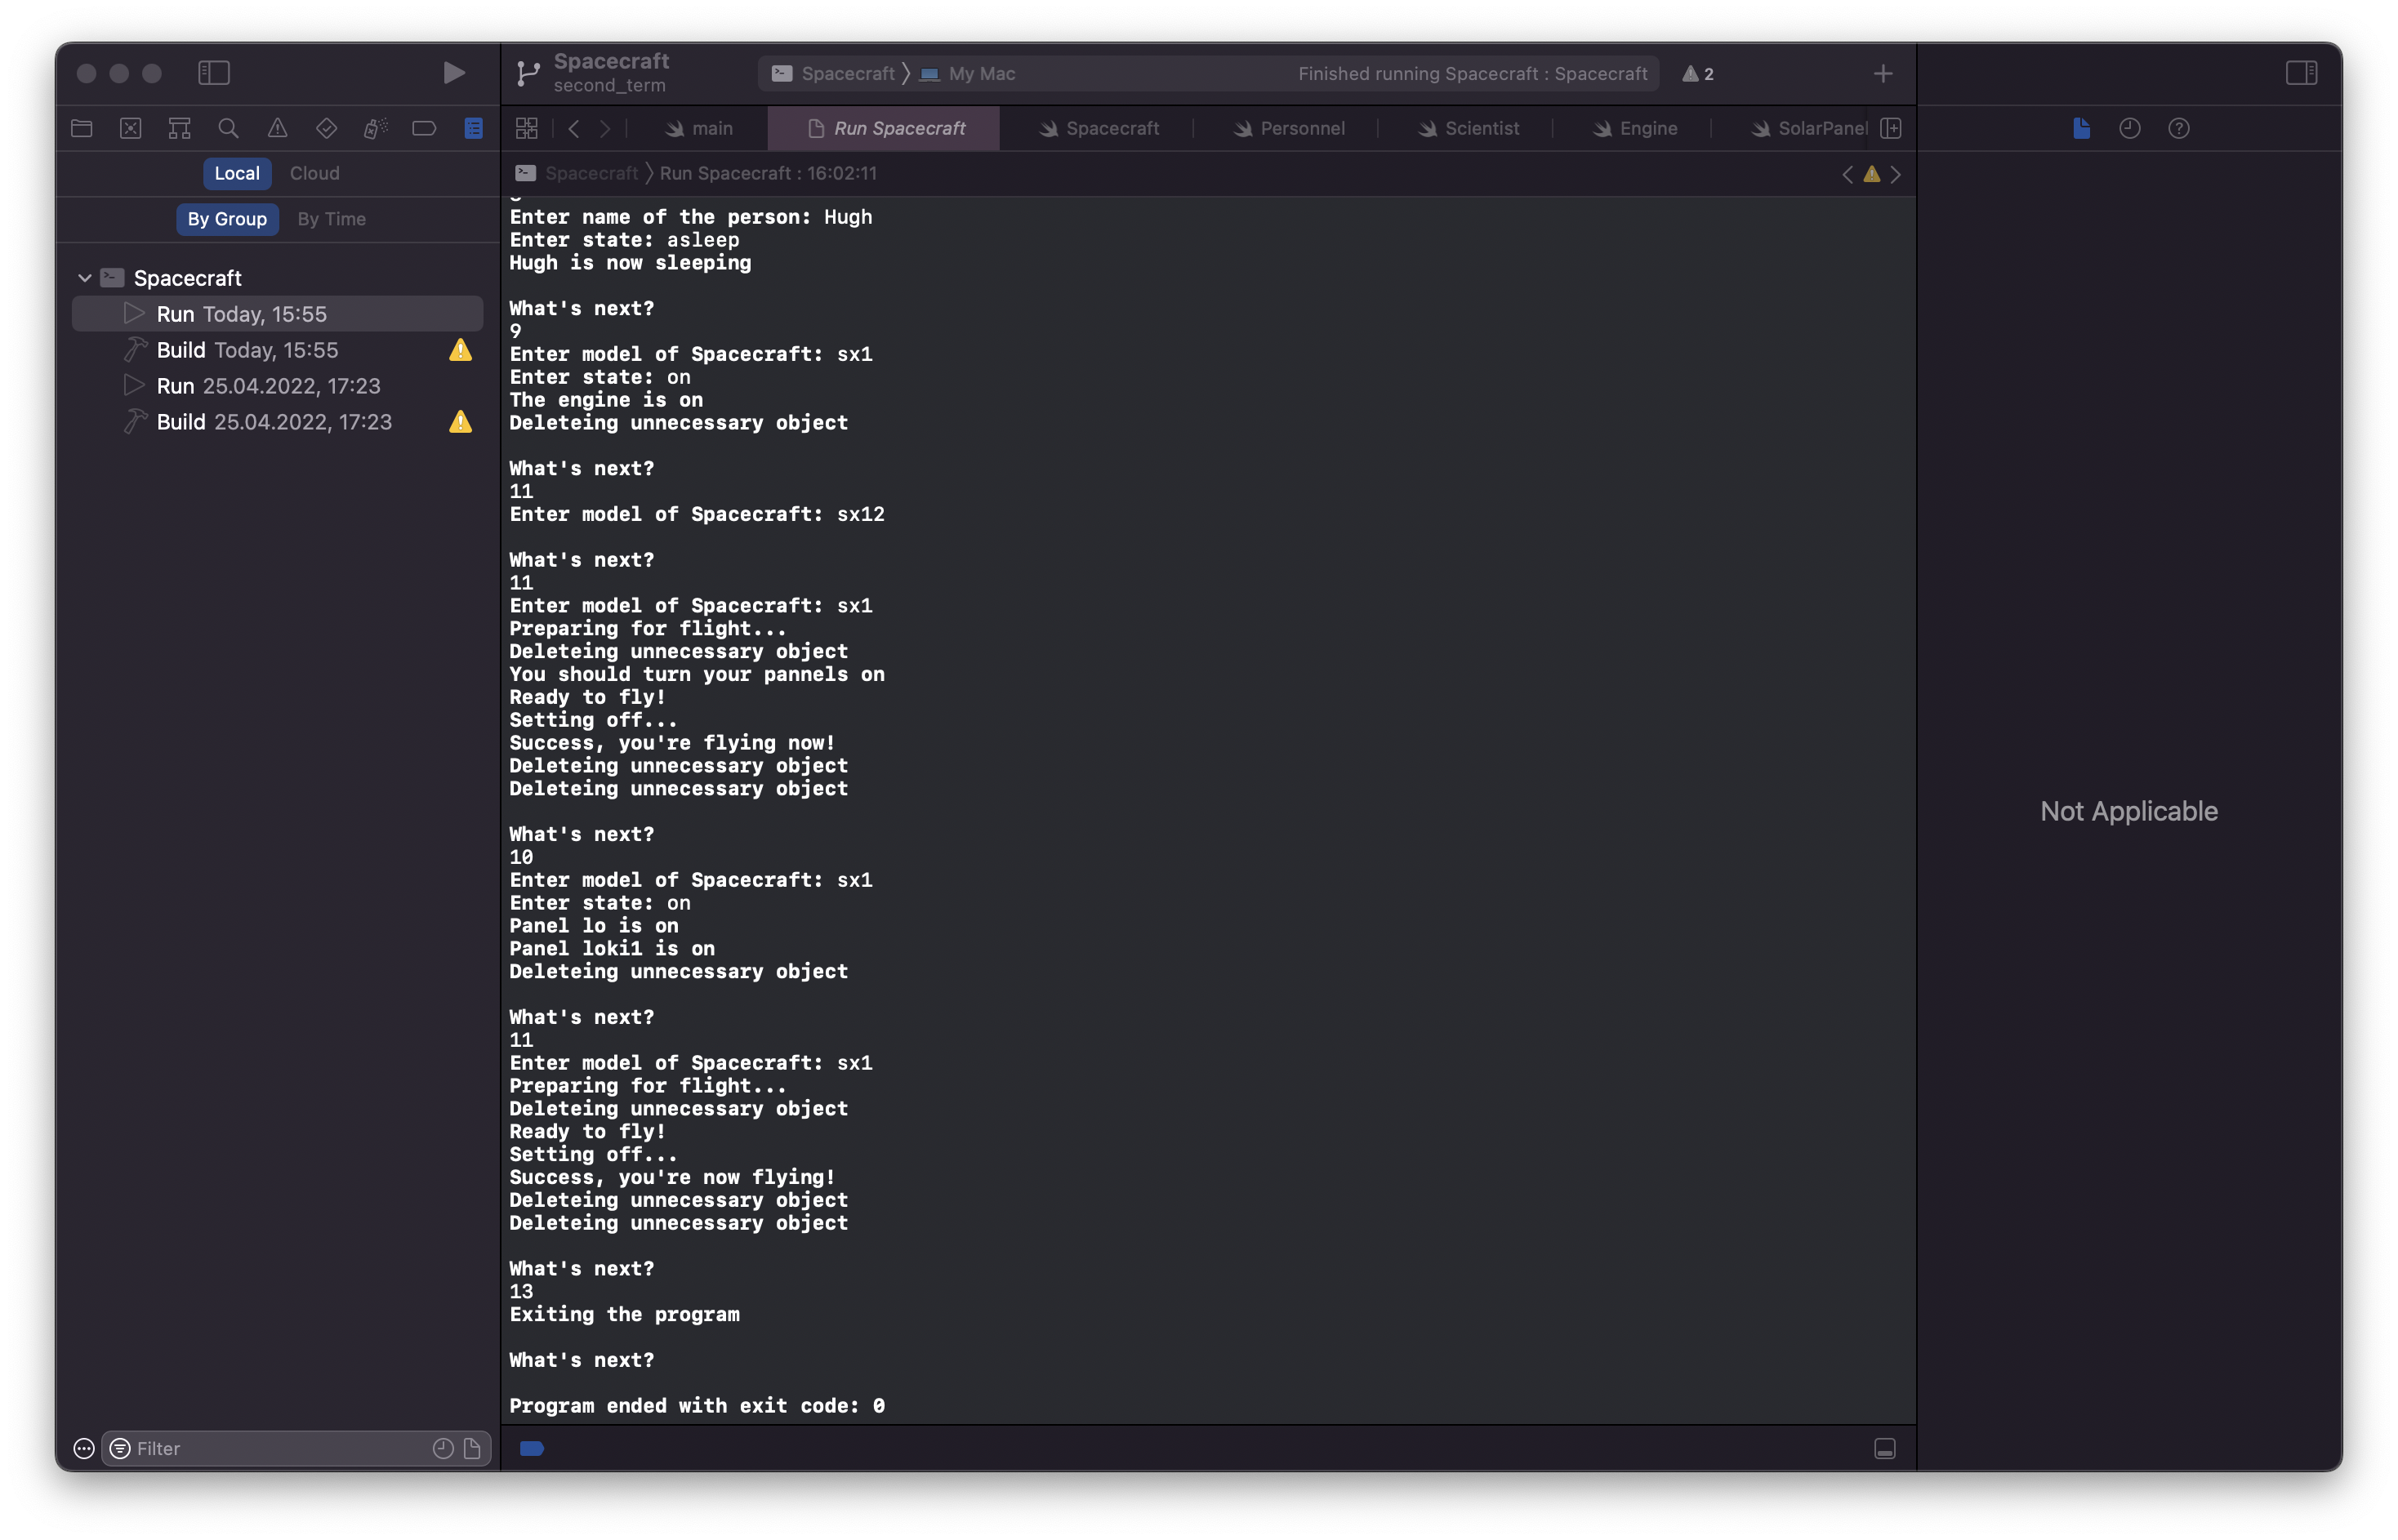 Spacecraft
second_term
Spacecraft
My Mac
Finished running Spacecraft : Spacecraft
2
main
Run Spacecraft
Spacecraft
Personnel
Scientist
Engine
SolarPanel
Local
Cloud
Spacecraft
Run Spacecraft : 16:02:11
By Group
By Time
Spacecraft
Run Today, 15:55
Build Today, 15:55
Run 25.04.2022, 17:23
Build 25.04.2022, 17:23
Enter name of the person: Hugh
Enter state: asleep
Hugh is now sleeping
What's next?
9
Enter model of Spacecraft: sx1
Enter state: on
The engine is on
Deleteing unnecessary object
What's next?
11
Enter model of Spacecraft: sx12
What's next?
11
Enter model of Spacecraft: sx1
Preparing for flight...
Deleteing unnecessary object
You should turn your pannels on
Ready to fly!
Setting off...
Success, you're flying now!
Deleteing unnecessary object
Deleteing unnecessary object
What's next?
10
Enter model of Spacecraft: sx1
Enter state: on
Panel lo is on
Panel loki1 is on
Deleteing unnecessary object
What's next?
11
Enter model of Spacecraft: sx1
Preparing for flight...
Deleteing unnecessary object
Ready to fly!
Setting off...
Success, you're now flying!
Deleteing unnecessary object
Deleteing unnecessary object
What's next?
13
Exiting the program
What's next?
Program ended with exit code: 0
Not Applicable
Filter